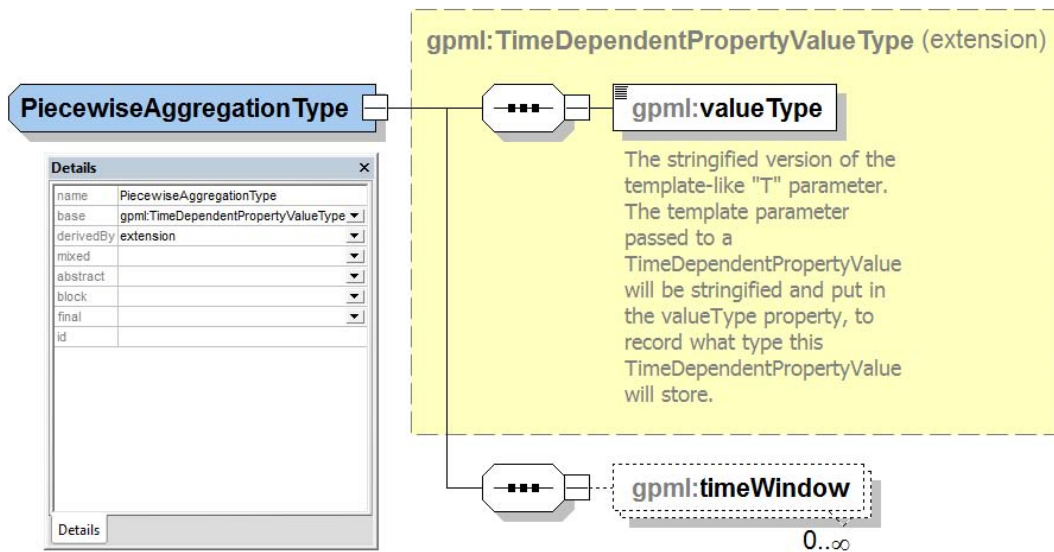 gpml:TimeDependentPropertyValueType (extension)
PiecewiseAggregationType
gpml:valueType
The stringified version of the
template-like "T" parameter.
The template parameter
passed to a
TimeDependentPropertyValue
will be stringified and put in
the valueType property, to
record what type this
TimeDependentPropertyValue
will store.
Details
name PiecewiseAggregationType
base gpml:TimeDependentPropertyValueType
derivedBy extension
mixed
abstract
block
final
id
Details
gpml:timeWindow
0..∞